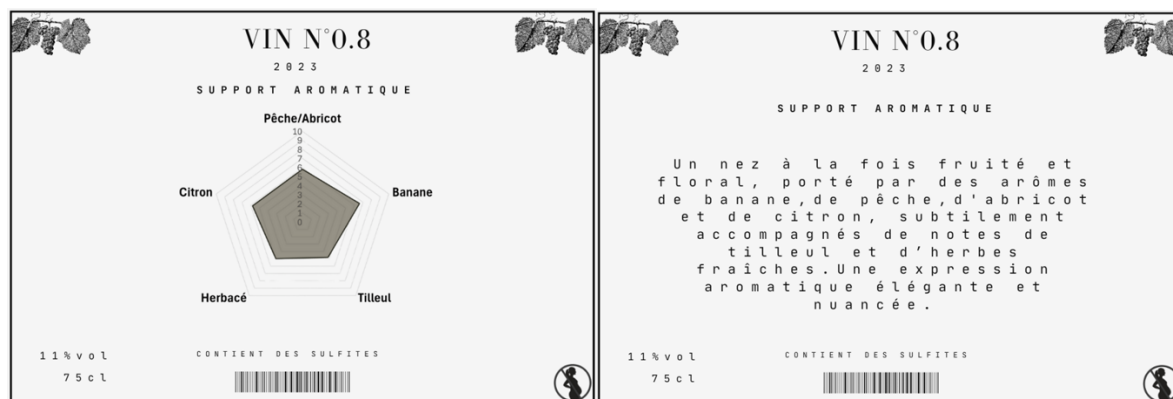 VIN N°0.8
2023
SUPPORT AROMATIQUE
Pêche/Abricot
10
9
8
7
6
5
4
3
2
1
0
Citron
Banane
Herbacé
Tilleul
11%vol
CONTIENT DES SULFITES
75cl
VIN N°0.8
2023
SUPPORT AROMATIQUE
Un nez à la fois fruité et
floral, porté par des arômes
de banane,de pêche,d'abricot
et de citron, subtilement
accompagnés de notes de
tilleul et d’herbes
fraîches.Une expression
aromatique élégante et
nuancée.
11%vol
CONTIENT DES SULFITES
75cl